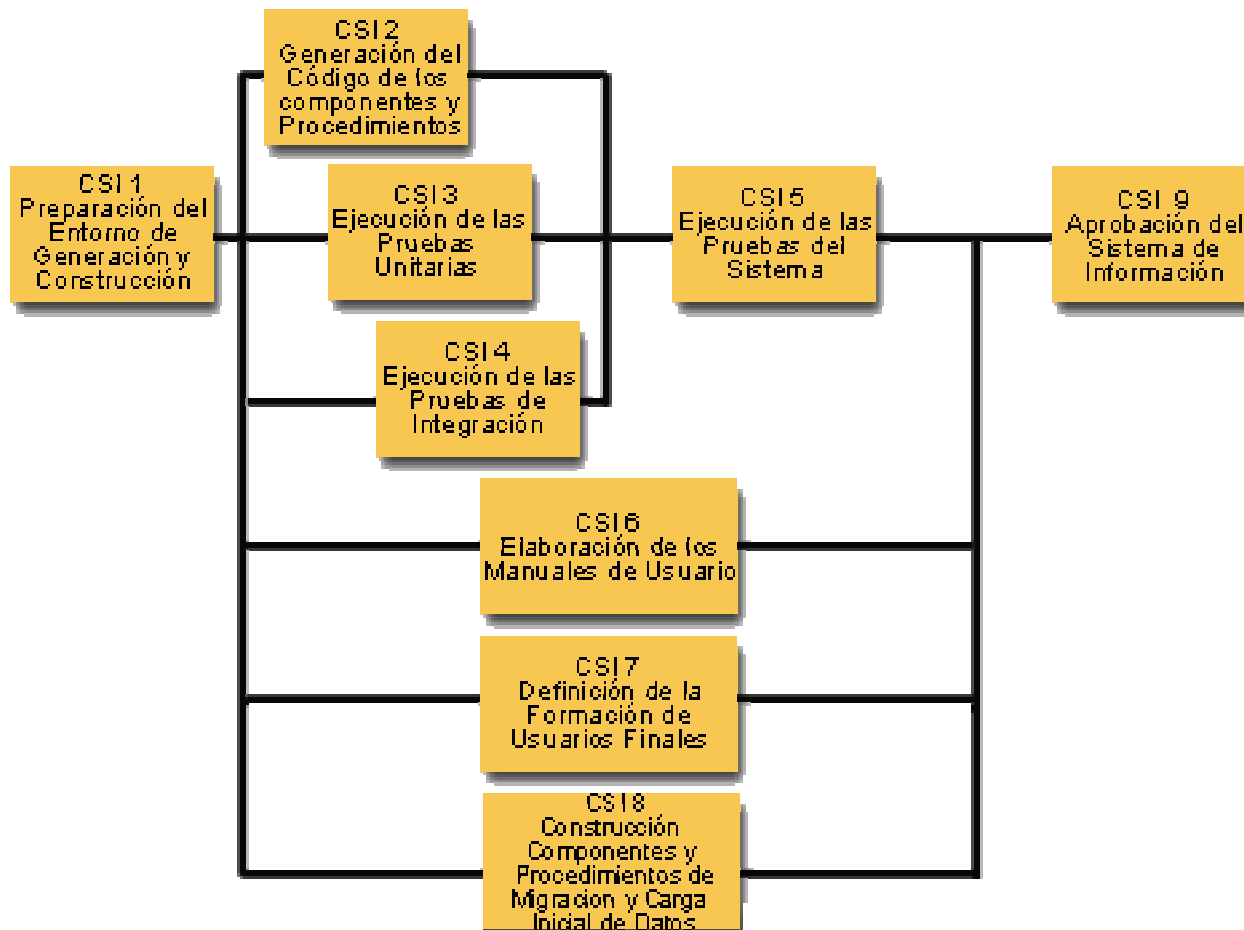 CSI 2
Generación del
Código de los
componentes y
Procedimientos
CSI 1
Preparación del
Entorno de
Generación y
Construcción
CSI 3
Ejecución de las
Pruebas
Unitarias
CSI 5
Ejecución de las
Pruebas del
Sistema
CSI 9
Aprobación del
Sistema de
Información
CSI 4
Ejecución de las
Pruebas de
Integración
CSI 6
Elaboración de los
Manuales de Usuario
CSI 7
Definición de la
Formación de
Usuarios Finales
CSI 8
Construcción
Componentes y
Procedimientos de
Migracion y Carga
Inicial de Datos